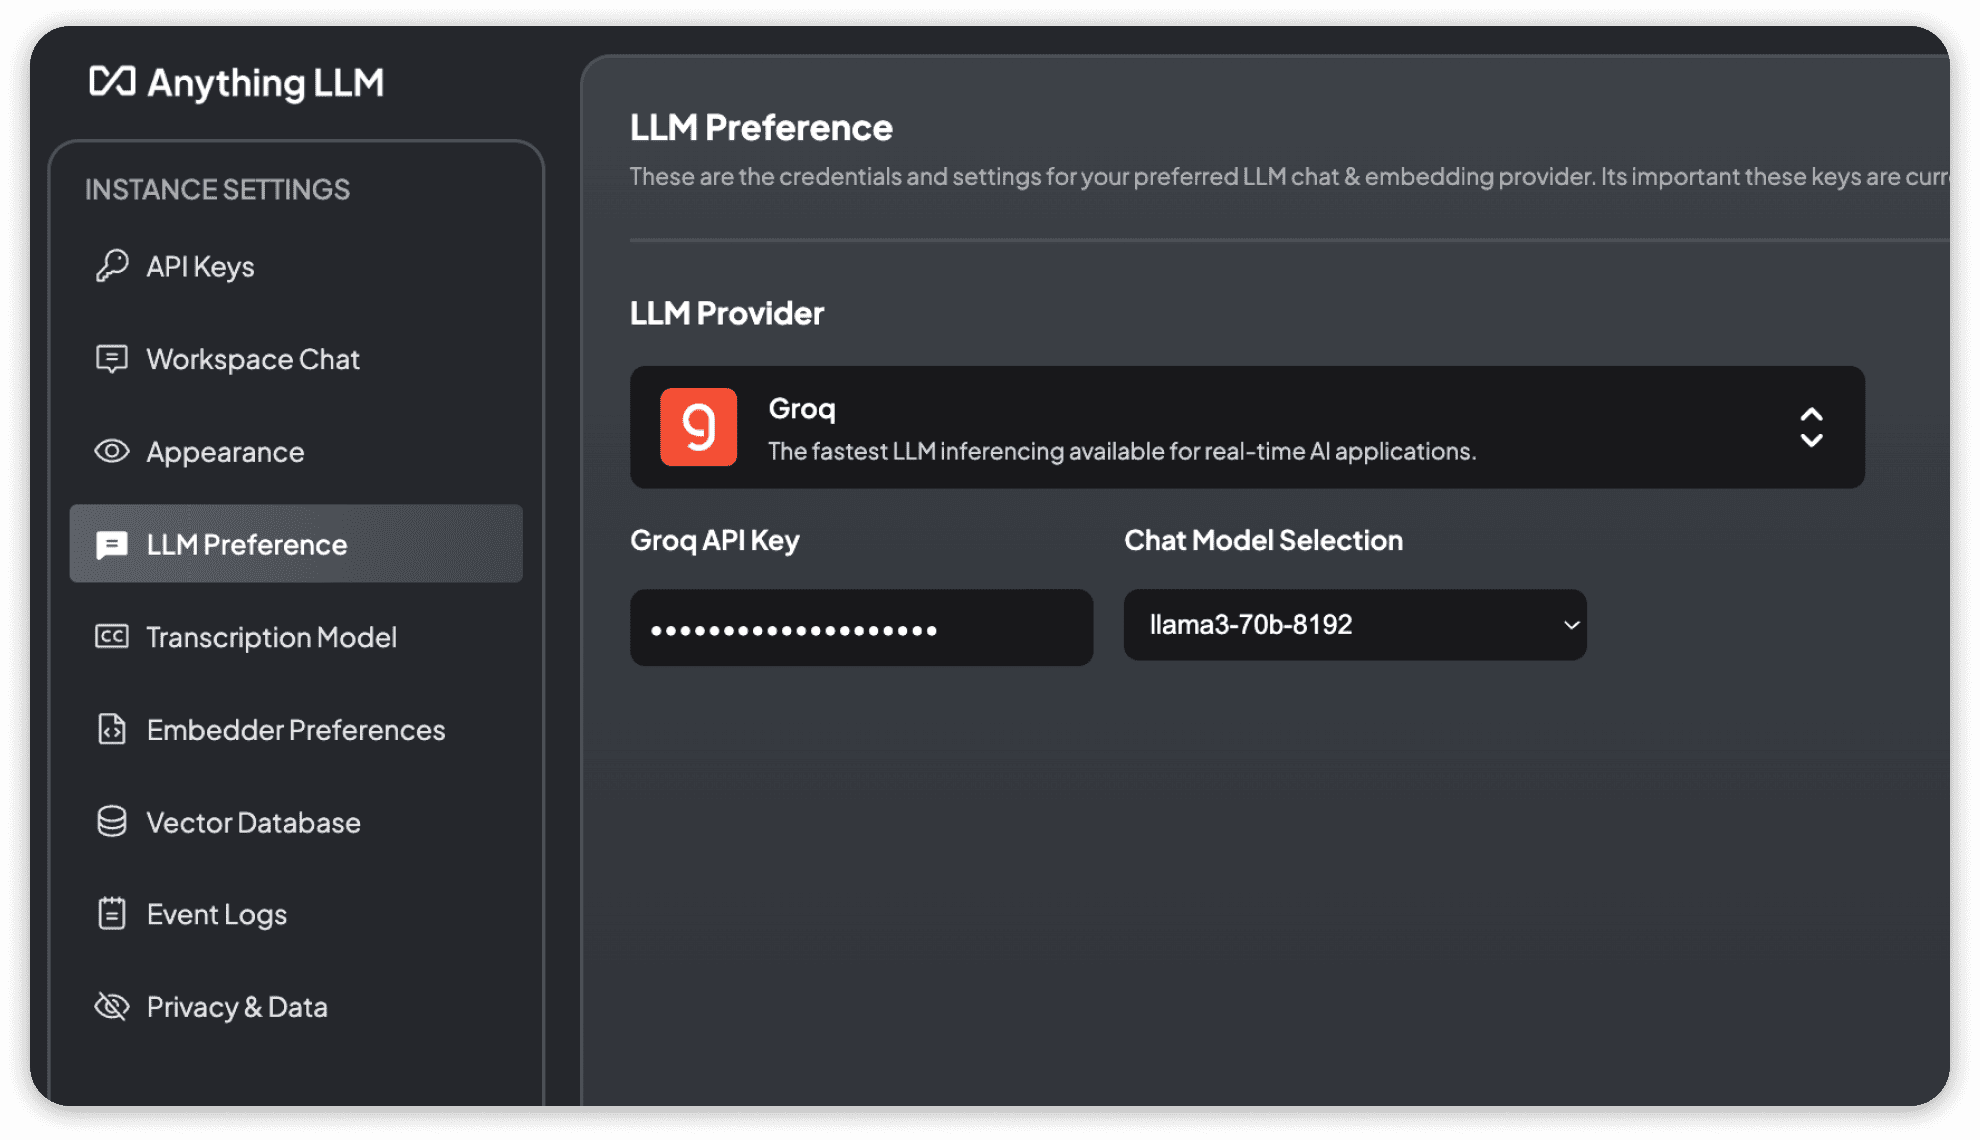 Anything LLM
INSTANCE SETTINGS
API Keys
Workspace Chat
Appearance
LLM Preference
Transcription Model
Embedder Preferences
Vector Database
Event Logs
Privacy & Data
LLM Preference
These are the credentials and settings for your preferred LLM chat & embedding provider. Its important these keys are curr
LLM Provider
g
Groq
The fastest LLM inferencing available for real-time AI applications.
Groq API Key
Chat Model Selection
••••••••••••••••••••
llama3-70b-8192